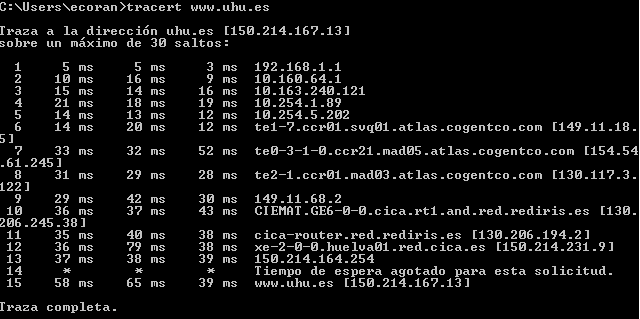 C:\Users\ecoran>tracert www.uhu.es
Traza a la dirección uhu.es [150.214.167.13]
sobre un máximo de 30 saltos:
1 5 ms 5 ms 3 ms 192.168.1.1
2 10 ms 16 ms 9 ms 10.160.64.1
3 15 ms 14 ms 16 ms 10.163.240.121
4 21 ms 18 ms 19 ms 10.254.1.89
5 14 ms 13 ms 12 ms 10.254.5.202
6 14 ms 20 ms 12 ms te1-7.ccr01.svq01.atlas.cogentco.com [149.11.18.
5]
7 33 ms 32 ms 52 ms te0-3-1-0.ccr21.mad05.atlas.cogentco.com [154.54
.61.245]
8 31 ms 29 ms 28 ms te2-1.ccr01.mad03.atlas.cogentco.com [130.117.3.
122]
9 29 ms 42 ms 30 ms 149.11.68.2
10 36 ms 37 ms 43 ms CIEMAT.GE6-0-0.cica.rt1.and.red.rediris.es [130.
206.245.38]
11 35 ms 40 ms 38 ms cica-router.red.rediris.es [130.206.194.2]
12 36 ms 79 ms 38 ms xe-2-0-0.huelva01.red.cica.es [150.214.231.9]
13 37 ms 38 ms 39 ms 150.214.164.254
14 * * * Tiempo de espera agotado para esta solicitud.
15 58 ms 65 ms 39 ms www.uhu.es [150.214.167.13]
Traza completa.